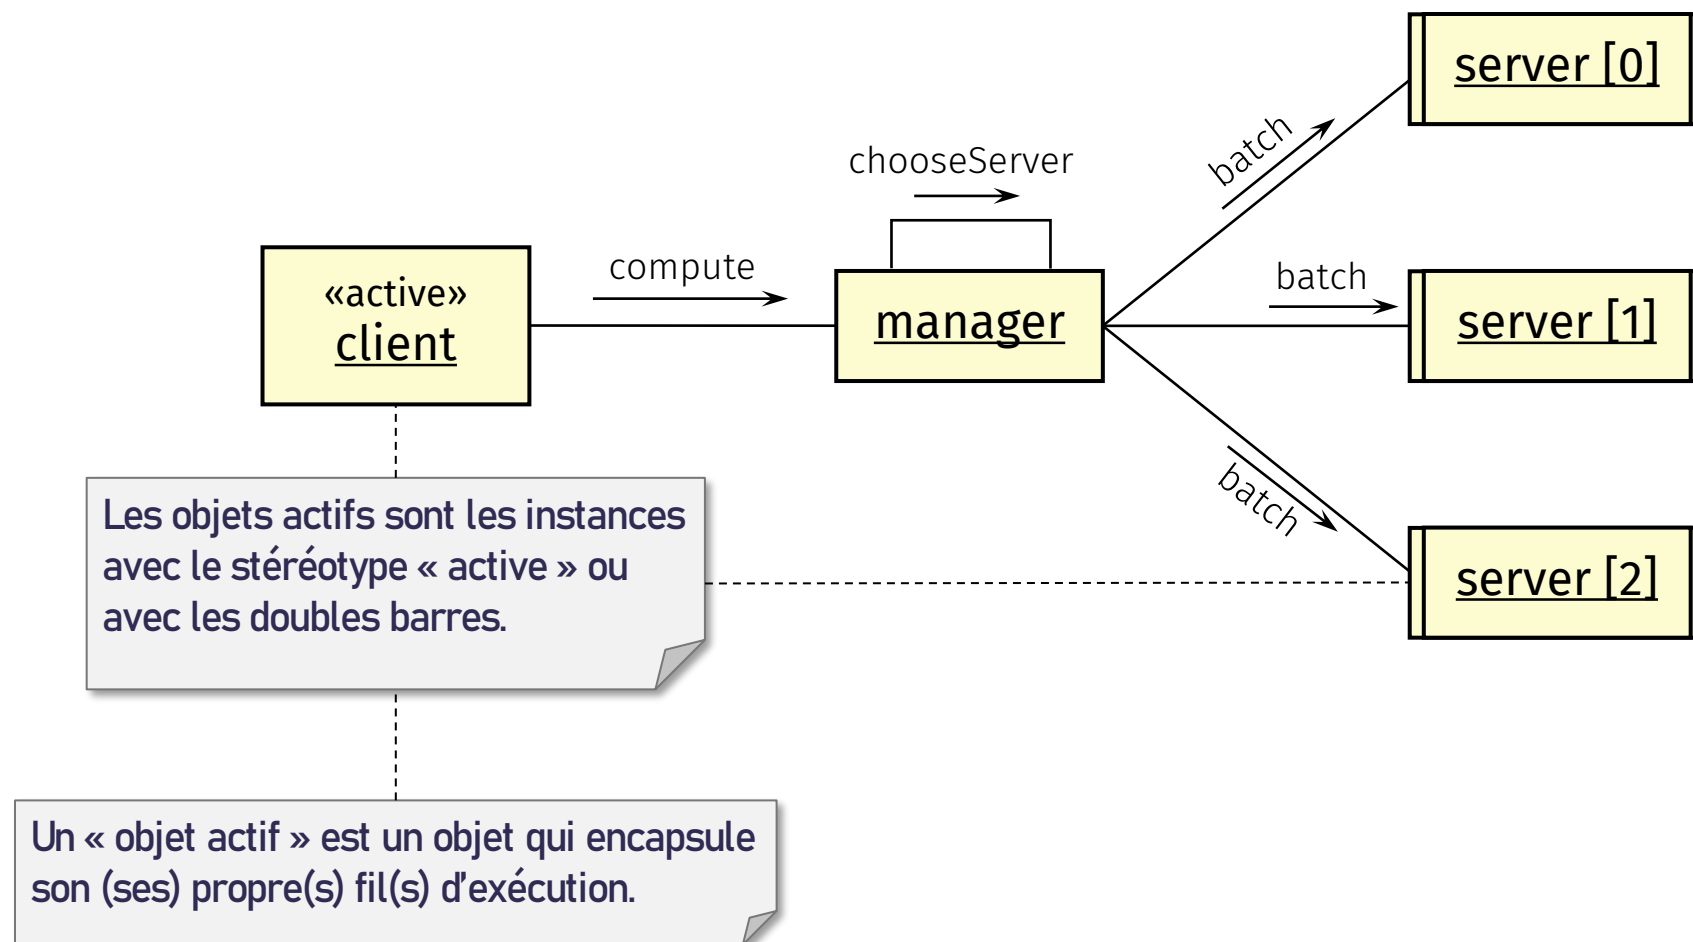 server [0]
batch
chooseServer
«active»
client
compute
manager
batch
server [1]
batch
server [2]
Les objets actifs sont les instances
avec le stéréotype « active » ou
avec les doubles barres.
Un « objet actif » est un objet qui encapsule
son (ses) propre(s) fil(s) d'exécution.